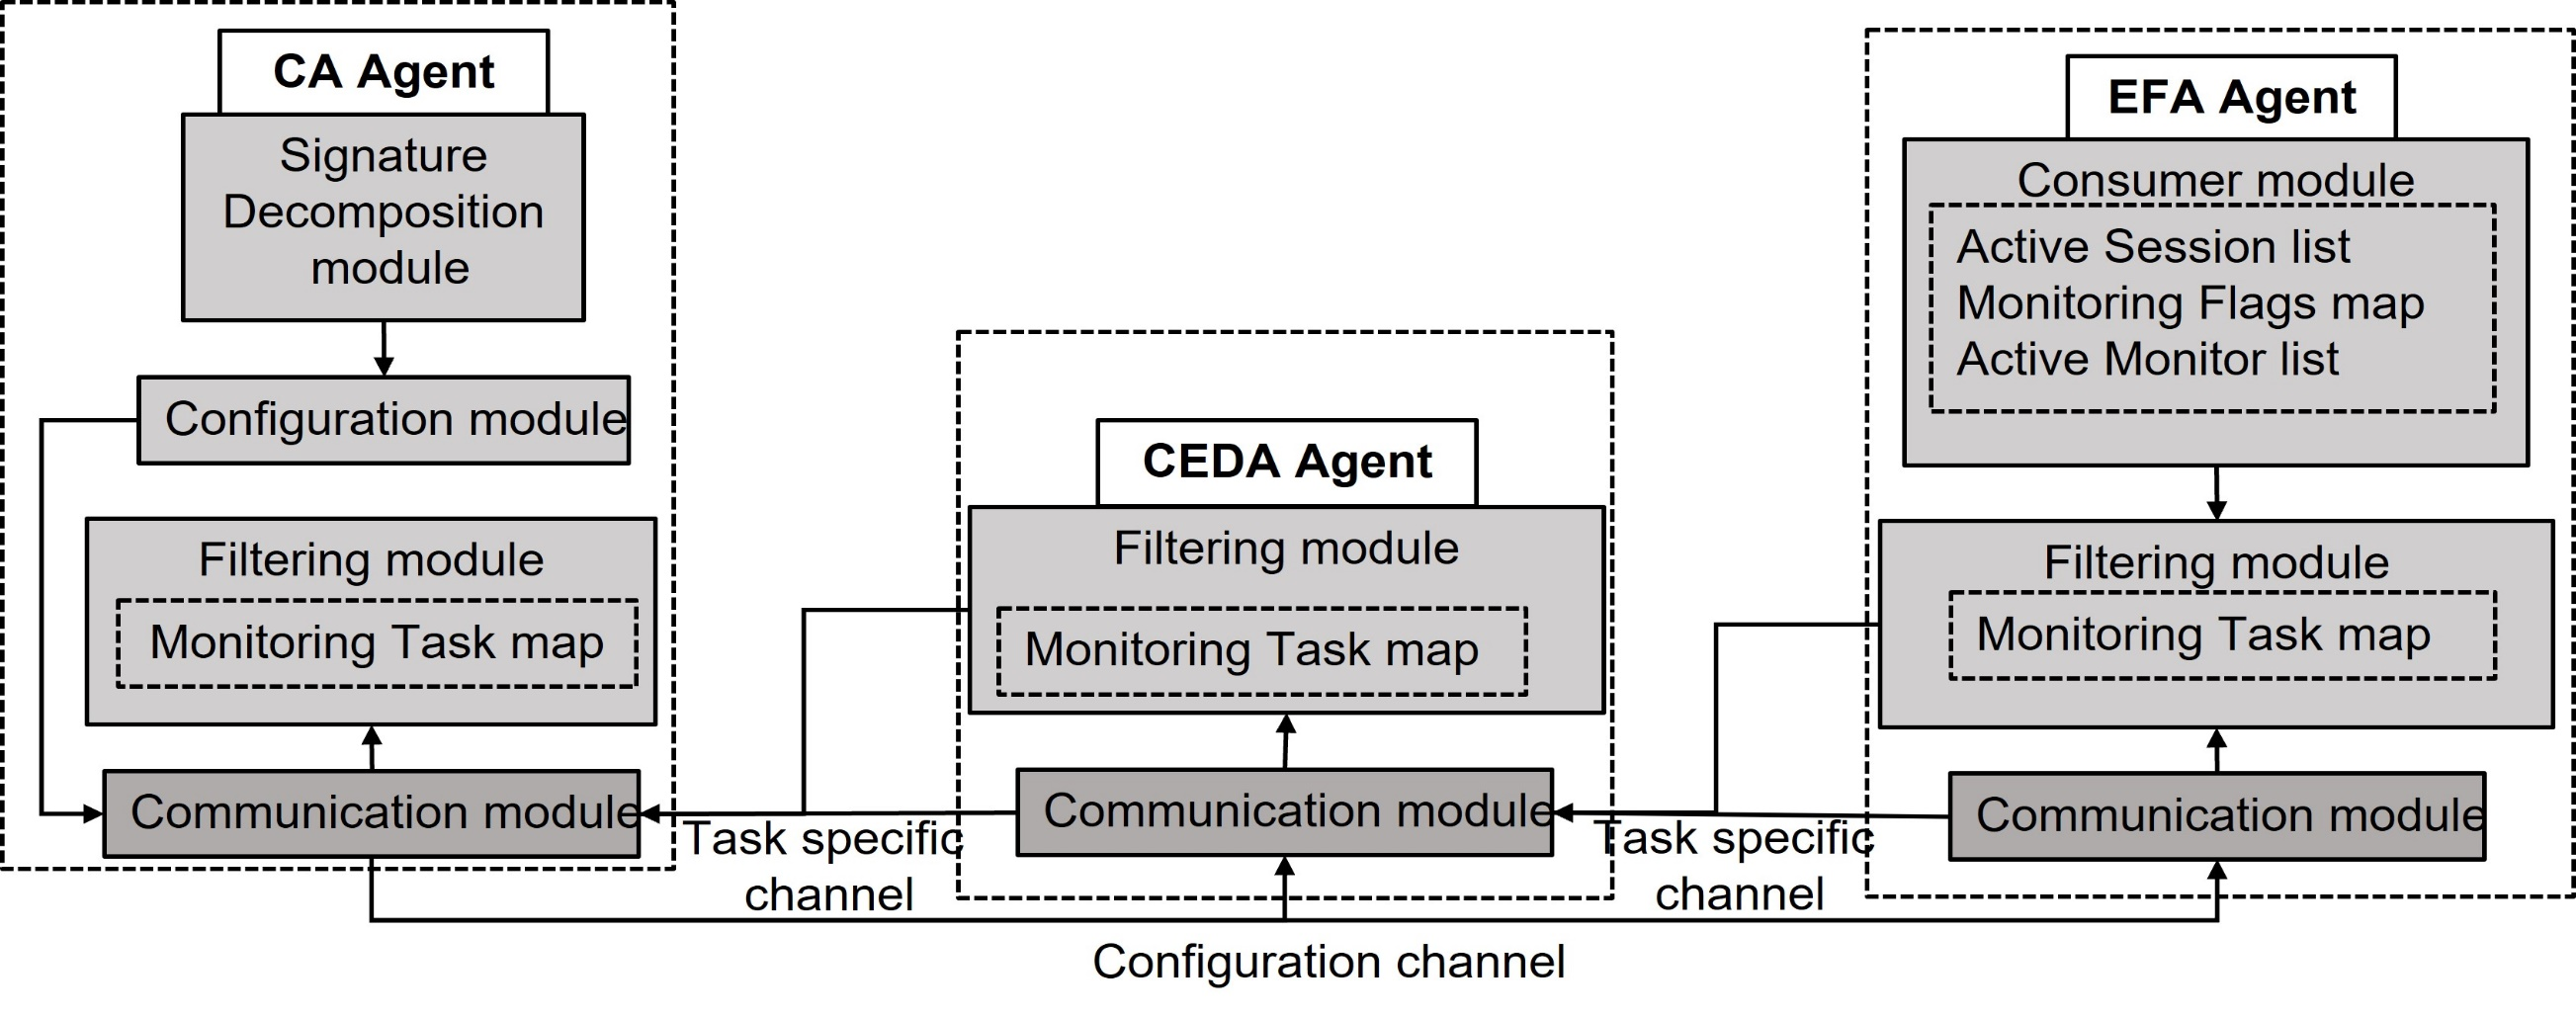 CA Agent
Signature
Decomposition
module
Configuration module
Filtering module
Monitoring Task map
Communication module
Task specific
channel
CEDA Agent
Filtering module
Monitoring Task map
Communication module
Task specific
channel
EFA Agent
Consumer module
Active Session list
Monitoring Flags map
Active Monitor list
Filtering module
Monitoring Task map
Communication module
Configuration channel